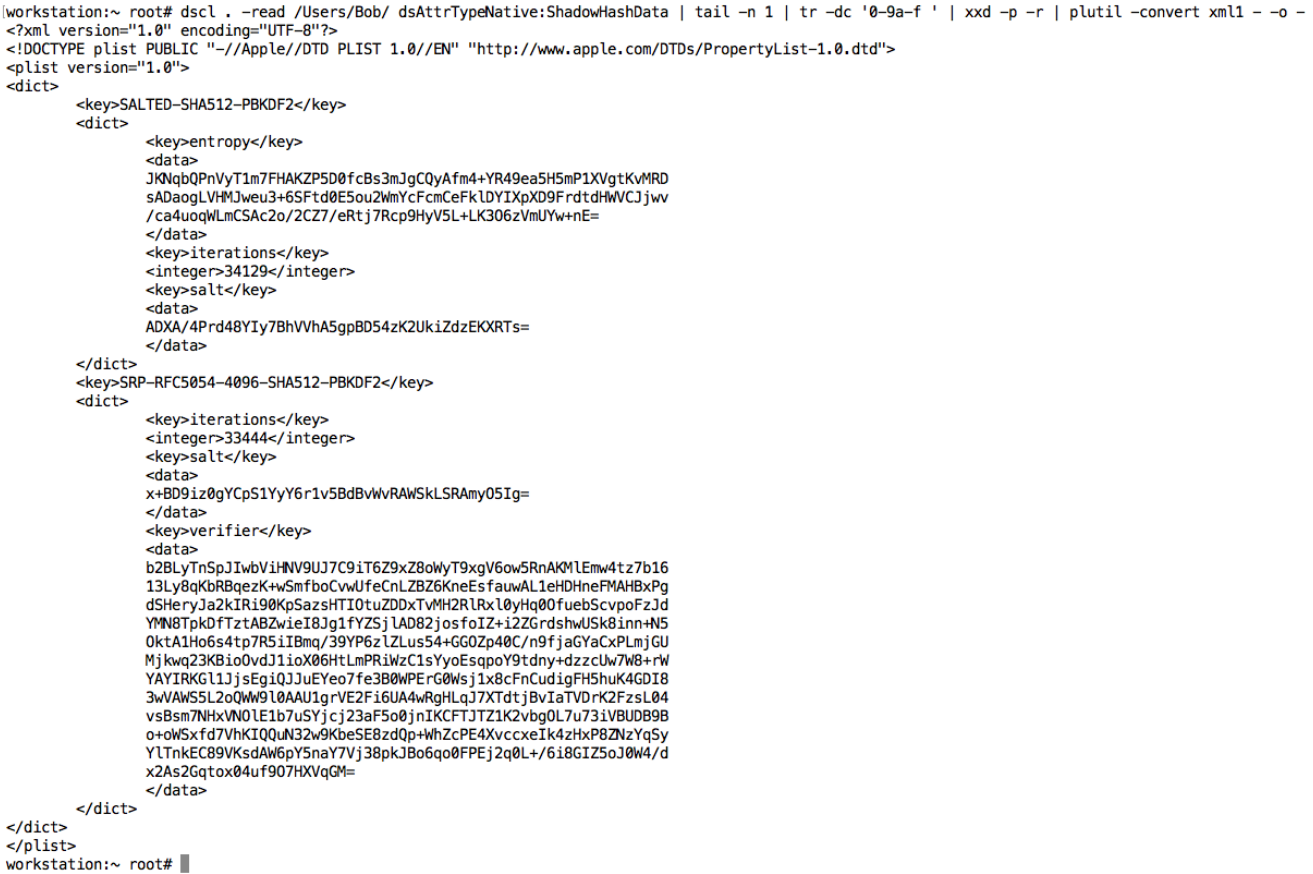 workstation:~ root# dscl . -read /Users/Bob/ dsAttrTypeNative:ShadowHashData | tail -n 1 | tr -dc '0-9a-f ' | xxd -p -r | plutil -convert xml1 - -o -
<?xml version="1.0" encoding="UTF-8"?>
<!DOCTYPE plist PUBLIC "-//Apple//DTD PLIST 1.0//EN" "http://www.apple.com/DTDs/PropertyList-1.0.dtd">
<plist version="1.0">
<dict>
<key>SALTED-SHA512-PBKDF2</key>
<dict>
<key>entropy</key>
<data>
JKNqbQPnVyT1m7FHAKZP5D0fcBs3mJgCQyAfm4+YR49ea5H5mP1XVgtKvMRD
sADaogLVHMJweu3+6SFtd0E5ou2WmYcFcmCeFklDYIXpXD9FrdtdHWVCJjwv
/ca4uoqWLmCSAc2o/2CZ7/eRtj7Rcp9HyV5L+LK3O6zVmUYw+nE=
</data>
<key>iterations</key>
<integer>34129</integer>
<key>salt</key>
<data>
ADXA/4Prd48YIy7BhVVhA5gpBD54zK2UkiZdzEKXRTs=
</data>
</dict>
<key>SRP-RFC5054-4096-SHA512-PBKDF2</key>
<dict>
<key>iterations</key>
<integer>33444</integer>
<key>salt</key>
<data>
x+BD9iz0gYCpS1YyY6r1v5BdBvWvRAWSkLSRAmyO5Ig=
</data>
<key>verifier</key>
<data>
b2BLyTnSpJIwbViHNV9UJ7C9iT6Z9xZ8oWyT9xgV6ow5RnAKMlEmw4tz7b16
13Ly8qKbRBqezK+wSmfboCvwUfeCnLZBZ6KneEsfauwAL1eHDHneFMAHBxPg
dSHeryJa2kIRi90KpSazsHTIOtuZDDxTvMH2RlRxl0yHq0OfuebScvpoFzJd
YMN8TpkDfTztABZwieI8Jg1fYZSjlAD82josfoIZ+i2ZGrdshwUSk8inn+N5
OktA1Ho6s4tp7R5iIBmq/39YP6zlZLus54+GGOZp40C/n9fjaGYaCxPLmjGU
Mjkwq23KBioOvdJ1ioX06HtLmPRiWzC1sYyoEsqpoY9tdny+dzzcUw7W8+rW
YAYIRKGl1JjsEgiQJJuEYeo7fe3B0WPErG0Wsj1x8cFnCudigFH5huK4GDI8
3wVAWS5L2oQWW9l0AAU1grVE2Fi6UA4wRgHLqJ7XTdtjBvIaTVDrK2FzsL04
vsBsm7NHxVNOlE1b7uSYjcj23aF5o0jnIKCFTJTZ1K2vbgOL7u73iVBUDB9B
o+oWSxfd7VhKIQQuN32w9KbeSE8zdQp+WhZcPE4XvccxeIk4zHxP8ZNzYqSy
YlTnkEC89VKsdAW6pY5naY7Vj38pkJBo6qo0FPEj2q0L+/6i8GIZ5oJ0W4/d
x2As2Gqtox04uf9O7HXVqGM=
</data>
</dict>
</dict>
</plist>
workstation:~ root#